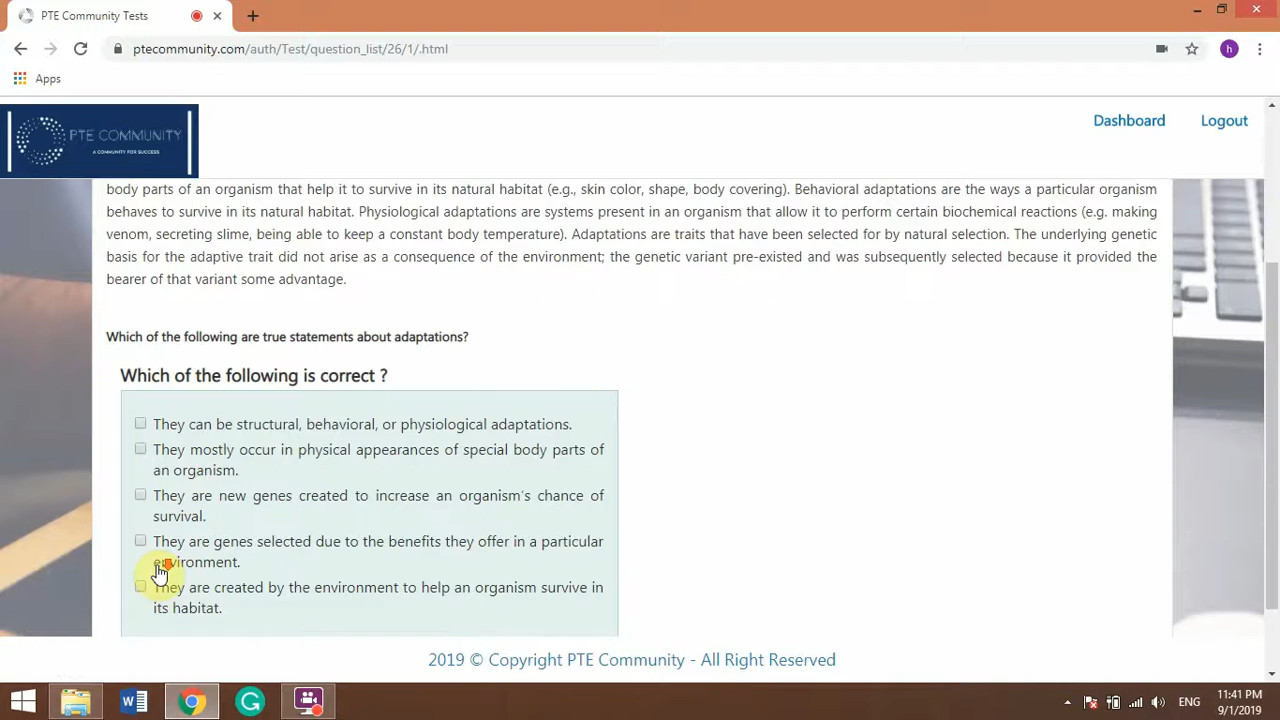 PTE Community Tests
ptecommunity.com/auth/Test/question_list/26/1/.html
h
Apps
PTE COMMUNITY
A COMMUNITY FOR SUCCESS
Dashboard
Logout
body parts of an organism that help it to survive in its natural habitat (e.g., skin color, shape, body covering). Behavioral adaptations are the ways a particular organism
behaves to survive in its natural habitat. Physiological adaptations are systems present in an organism that allow it to perform certain biochemical reactions (e.g. making
venom, secreting slime, being able to keep a constant body temperature). Adaptations are traits that have been selected for by natural selection. The underlying genetic
basis for the adaptive trait did not arise as a consequence of the environment; the genetic variant pre-existed and was subsequently selected because it provided the
bearer of that variant some advantage.
Which of the following are true statements about adaptations?
Which of the following is correct ?
They can be structural, behavioral, or physiological adaptations.
They mostly occur in physical appearances of special body parts of
an organism.
They are new genes created to increase an organism's chance of
survival.
They are genes selected due to the benefits they offer in a particular
environment.
They are created by the environment to help an organism survive in
its habitat.
2019 © Copyright PTE Community - All Right Reserved
ENG
11:41 PM
9/1/2019